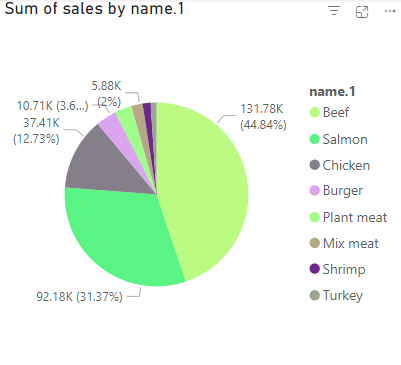 Sum of sales by name.1
5.88K
(2%)
10.71K (3.6...)
37.41K
(12.73%)
131.78K
(44.84%)
92.18K (31.37%)
name.1
Beef
Salmon
Chicken
Burger
Plant meat
Mix meat
Shrimp
Turkey